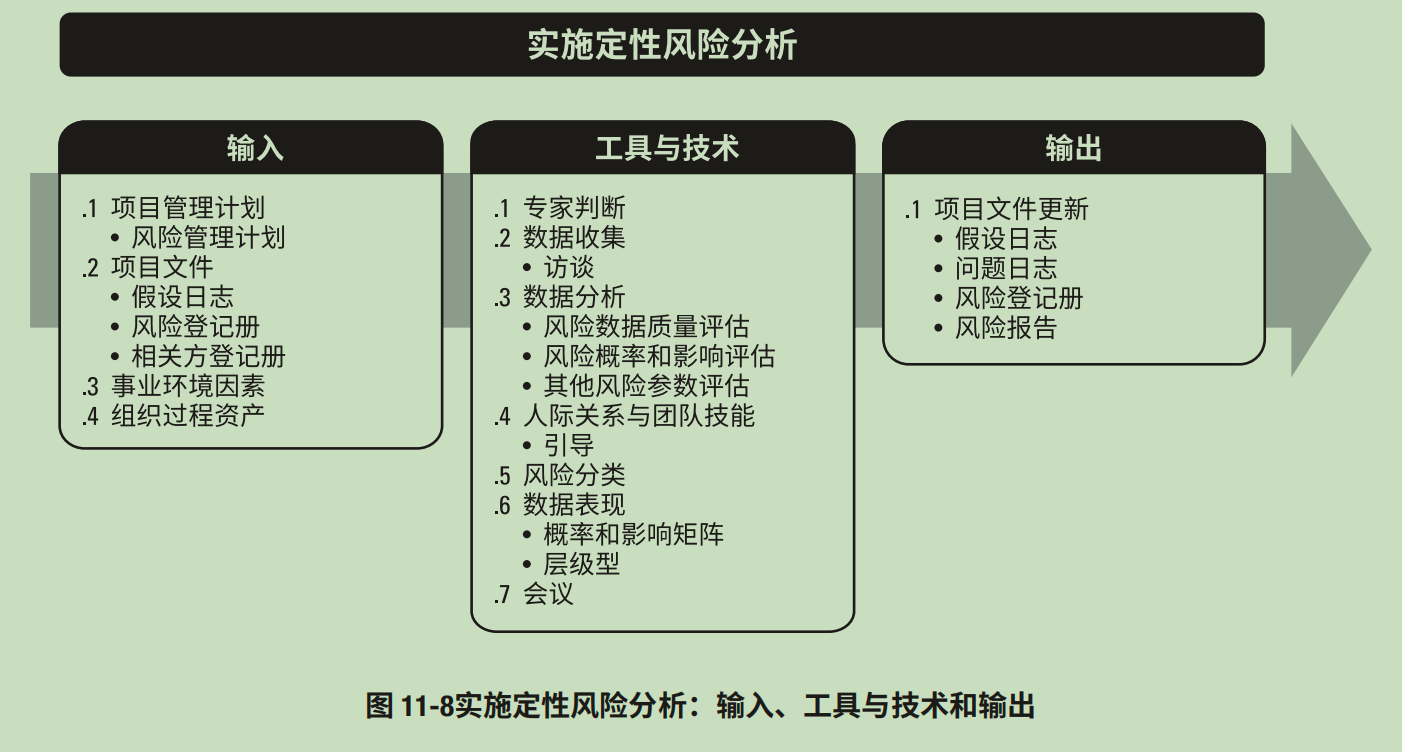 实施定性风险分析
输入
.1 项目管理计划
• 风险管理计划
.2 项目文件
• 假设日志
• 风险登记册
• 相关方登记册
.3 事业环境因素
.4 组织过程资产
工具与技术
.1 专家判断
.2 数据收集
• 访谈
.3 数据分析
• 风险数据质量评估
• 风险概率和影响评估
• 其他风险参数评估
.4 人际关系与团队技能
• 引导
.5 风险分类
.6 数据表现
• 概率和影响矩阵
• 层级型
.7 会议
输出
.1 项目文件更新
• 假设日志
• 问题日志
• 风险登记册
• 风险报告
图 11-8实施定性风险分析：输入、工具与技术和输出